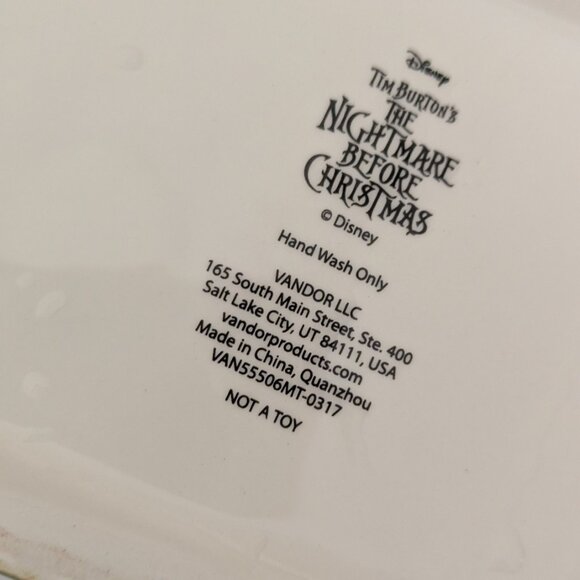 Disney
TIM BURTON'S
THE
NIGHTMARE
BEFORE
CHRISTMAS
© Disney
Hand Wash Only
VANDOR LLC
165 South Main Street, Ste. 400
Salt Lake City, UT 84111, USA
vandorproducts.com
Made in China, Quanzhou
VAN55506MT-0317
NOT A TOY